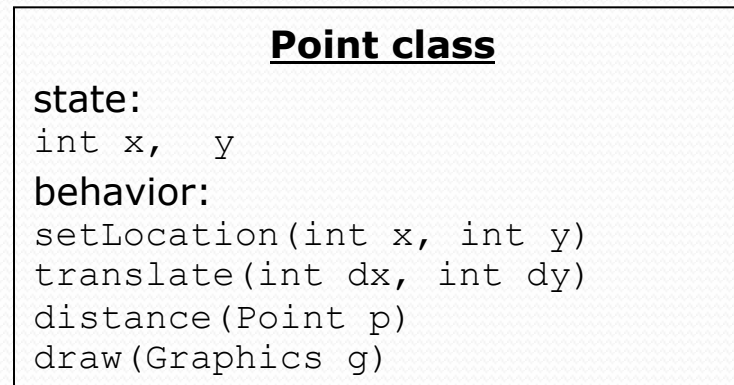 Point class
state:
int x,  y
behavior:
setLocation(int x, int y)
translate(int dx, int dy)
distance(Point p)
draw(Graphics g)